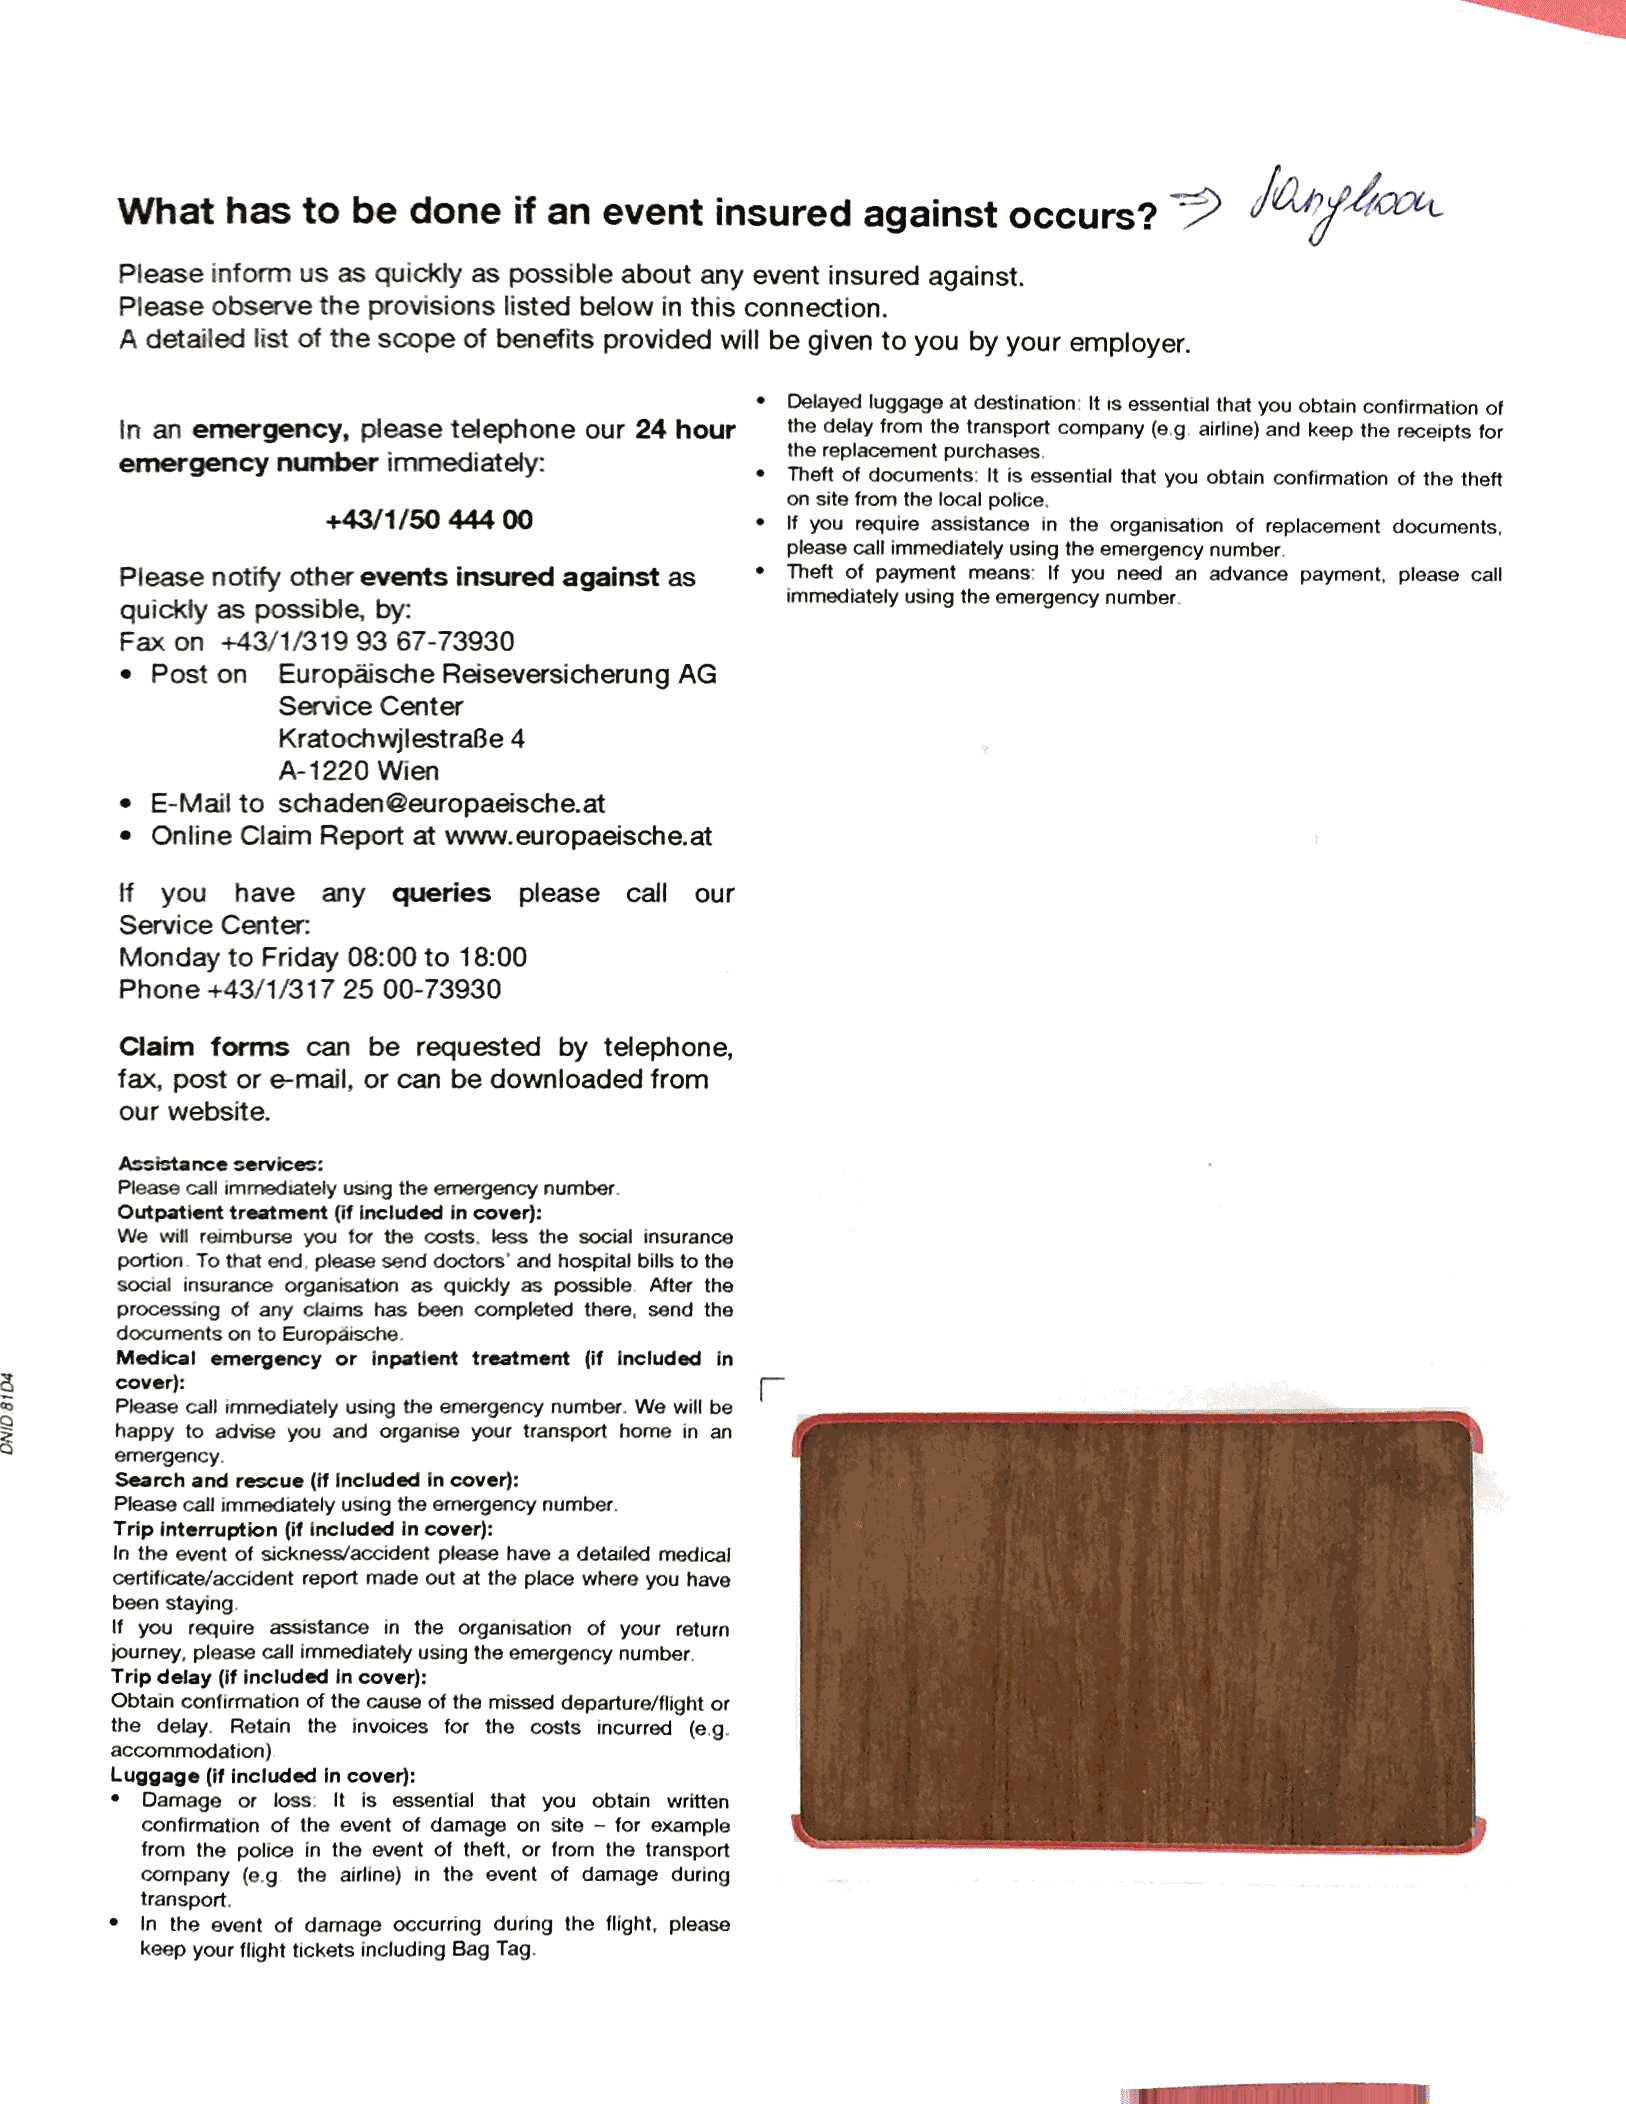 What has to be done if an event insured against occurs? ⇒ Sanghoon
Please inform us as quickly as possible about any event insured against.
Please observe the provisions listed below in this connection.
A detailed list of the scope of benefits provided will be given to you by your employer.
In an emergency, please telephone our 24 hour
emergency number immediately:
+43/1/50 444 00
Please notify other events insured against as
quickly as possible, by:
Fax on +43/1/319 93 67-73930
• Post on Europäische Reiseversicherung AG
Service Center
Kratochwjlestraße 4
A-1220 Wien
• E-Mail to schaden@europaeische.at
• Online Claim Report at www.europaeische.at
If you have any queries please call our
Service Center:
Monday to Friday 08:00 to 18:00
Phone +43/1/317 25 00-73930
Claim forms can be requested by telephone,
fax, post or e-mail, or can be downloaded from
our website.
Assistance services:
Please call immediately using the emergency number.
Outpatient treatment (if included in cover):
We will reimburse you for the costs, less the social insurance
portion. To that end, please send doctors' and hospital bills to the
social insurance organisation as quickly as possible. After the
processing of any claims has been completed there, send the
documents on to Europäische.
Medical emergency or inpatient treatment (if included in
cover):
Please call immediately using the emergency number. We will be
happy to advise you and organise your transport home in an
emergency.
Search and rescue (if included in cover):
Please call immediately using the emergency number.
Trip interruption (if included in cover):
In the event of sickness/accident please have a detailed medical
certificate/accident report made out at the place where you have
been staying.
If you require assistance in the organisation of your return
journey, please call immediately using the emergency number.
Trip delay (if included in cover):
Obtain confirmation of the cause of the missed departure/flight or
the delay. Retain the invoices for the costs incurred (e.g.
accommodation)
Luggage (if included in cover):
• Damage or loss: It is essential that you obtain written
confirmation of the event of damage on site – for example
from the police in the event of theft, or from the transport
company (e.g. the airline) in the event of damage during
transport.
• In the event of damage occurring during the flight, please
keep your flight tickets including Bag Tag.
• Delayed luggage at destination: It is essential that you obtain confirmation of
the delay from the transport company (e.g. airline) and keep the receipts for
the replacement purchases.
• Theft of documents: It is essential that you obtain confirmation of the theft
on site from the local police.
• If you require assistance in the organisation of replacement documents,
please call immediately using the emergency number.
• Theft of payment means: If you need an advance payment, please call
immediately using the emergency number.
DNID 81D4